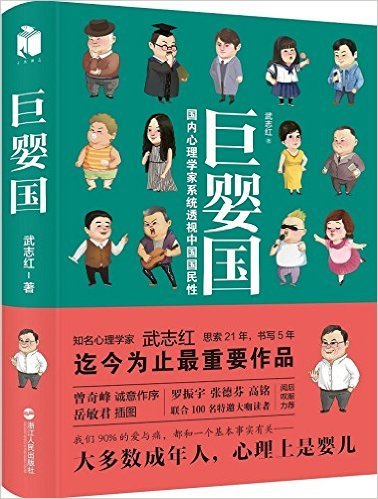 巨婴国
武志红 著
浙江人民出版社
巨婴国
武志红 著
国内心理学家系统透视中国国民性
知名心理学家 武志红 思索21年，书写5年
迄今为止最重要作品
曾奇峰 诚意作序
岳敏君 插图
罗振宇 张德芬 高铭
联合100名特邀大咖读者
阅后叹服力荐
我们90%的爱与痛，都和一个基本事实有关——
大多数成年人，心理上是婴儿